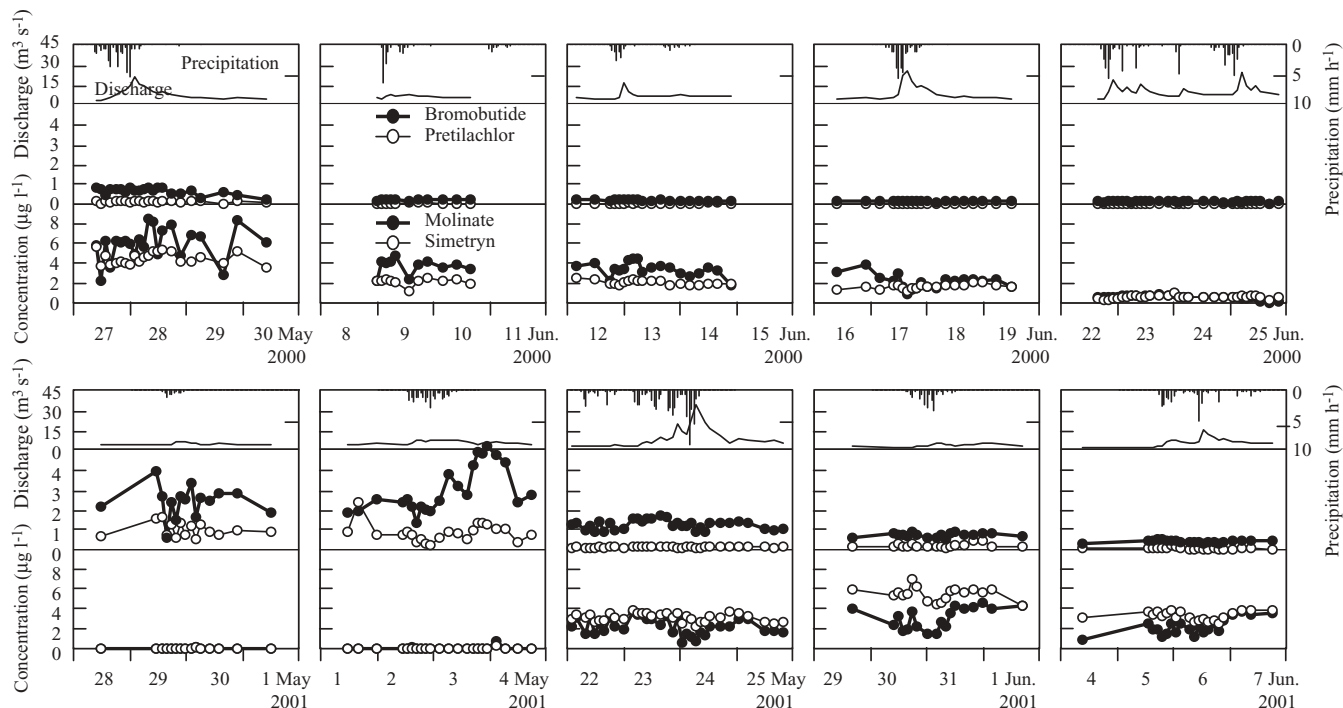 Discharge (m³ s⁻¹)
Concentration (µg l⁻¹)
45
30
15
0
4
3
2
1
0
8
6
4
2
0
Precipitation
Discharge
Bromobutide
Pretilachlor
Molinate
Simetryn
0
5
10
Precipitation (mm h⁻¹)
27 28 29 30 May
2000
8 9 10 11 Jun.
2000
12 13 14 15 Jun.
2000
16 17 18 19 Jun.
2000
22 23 24 25 Jun.
2000
Discharge (m³ s⁻¹)
Concentration (µg l⁻¹)
45
30
15
0
4
3
2
1
0
8
6
4
2
0
0
5
10
Precipitation (mm h⁻¹)
28 29 30 1 May
2001
1 2 3 4 May
2001
22 23 24 25 May
2001
29 30 31 1 Jun.
2001
4 5 6 7 Jun.
2001